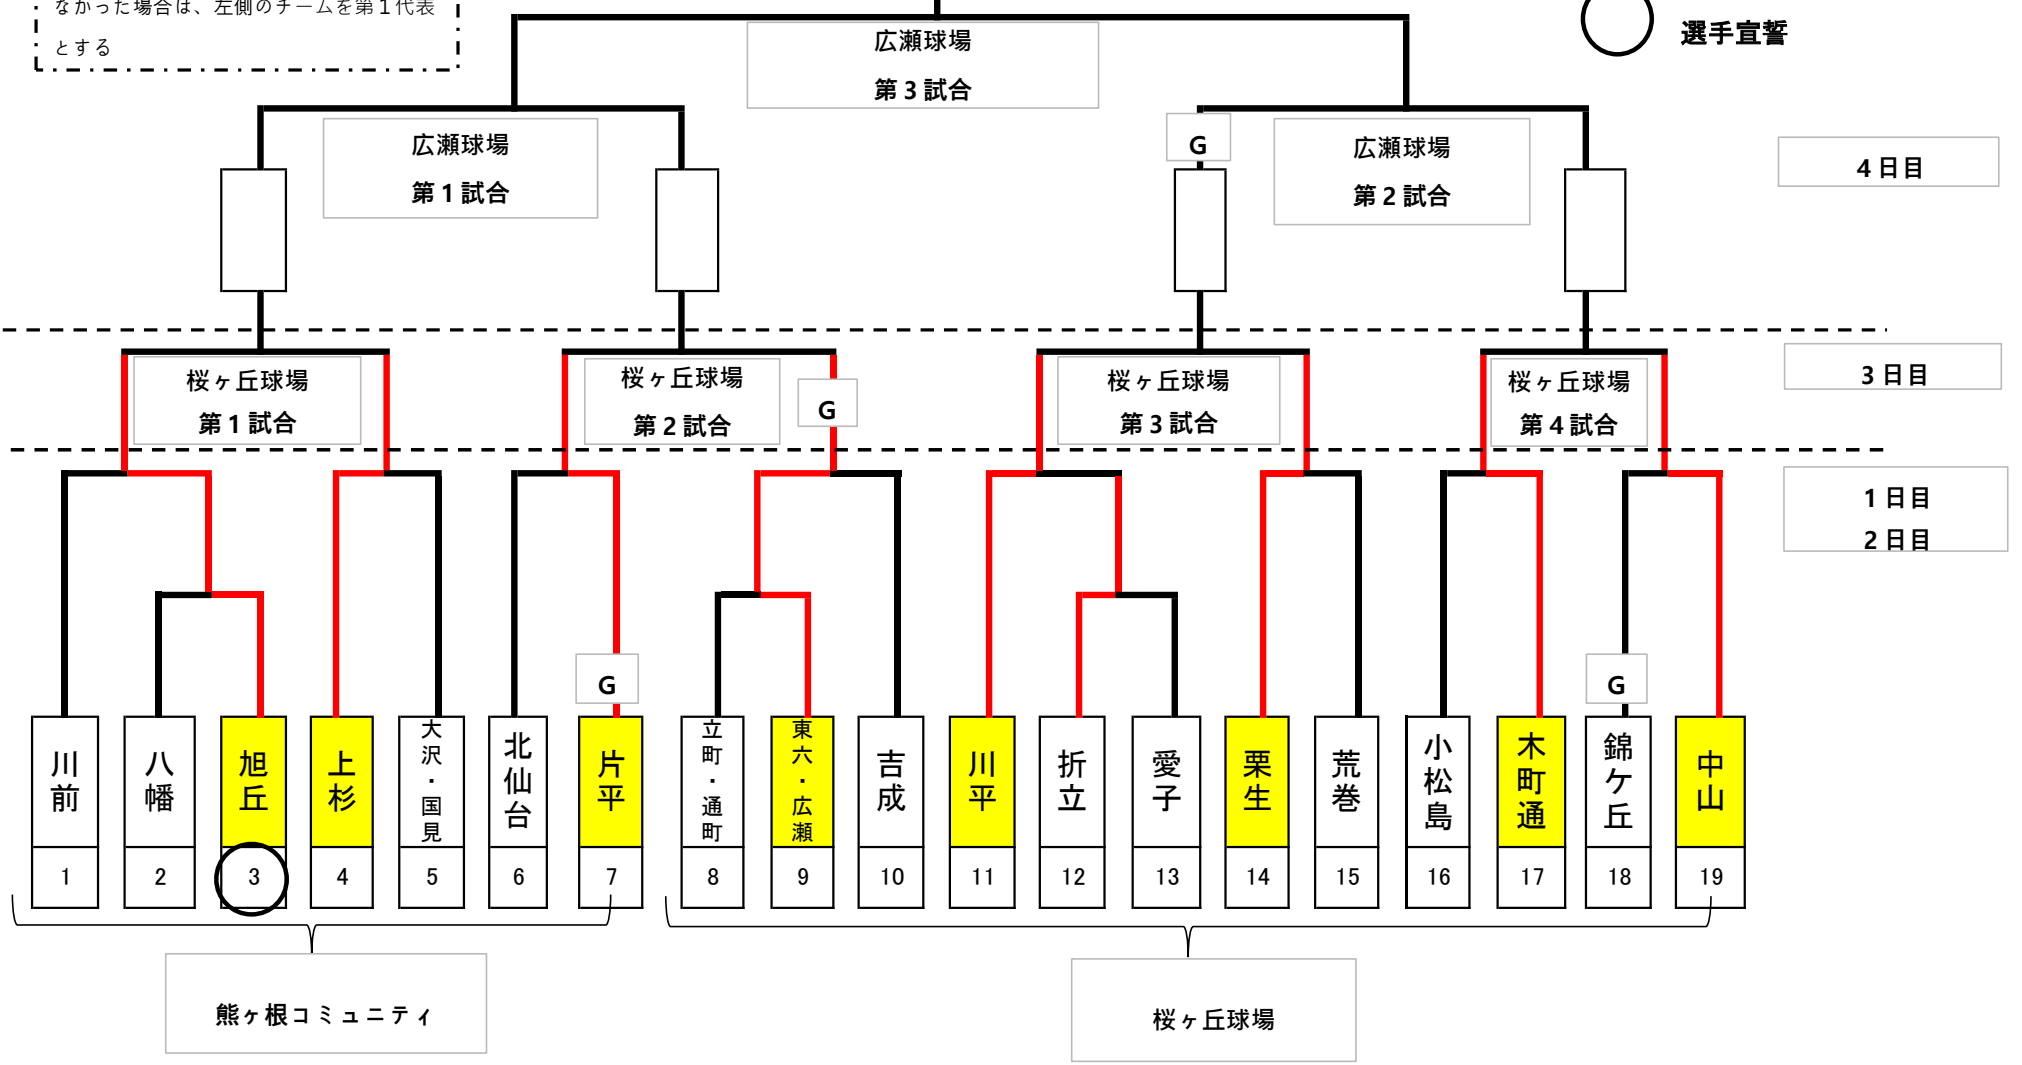 なかった場合は、左側のチームを第１代表
とする
選手宣誓
広瀬球場
第３試合
広瀬球場
第１試合
G
広瀬球場
第２試合
４日目
桜ヶ丘球場
第１試合
桜ヶ丘球場
第２試合
G
桜ヶ丘球場
第３試合
桜ヶ丘球場
第４試合
３日目
１日目
２日目
G
G
川前
八幡
旭丘
上杉
大沢・国見
北仙台
片平
立町・通町
東六・広瀬
吉成
川平
折立
愛子
栗生
荒巻
小松島
木町通
錦ケ丘
中山
1
2
3
4
5
6
7
8
9
10
11
12
13
14
15
16
17
18
19
熊ヶ根コミュニティ
桜ヶ丘球場